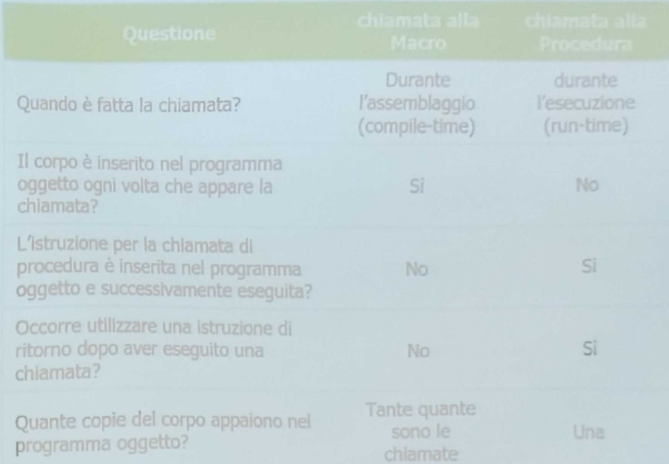 Questione
chiamata alla
Macro
chiamata alla
Procedura
Quando è fatta la chiamata?
Durante
l'assemblaggio
(compile-time)
durante
l'esecuzione
(run-time)
Il corpo è inserito nel programma
oggetto ogni volta che appare la
chiamata?
Sì
No
L'istruzione per la chiamata di
procedura è inserita nel programma
oggetto e successivamente eseguita?
No
Sì
Occorre utilizzare una istruzione di
ritorno dopo aver eseguito una
chiamata?
No
Sì
Quante copie del corpo appaiono nel
programma oggetto?
Tante quante
sono le
chiamate
Una